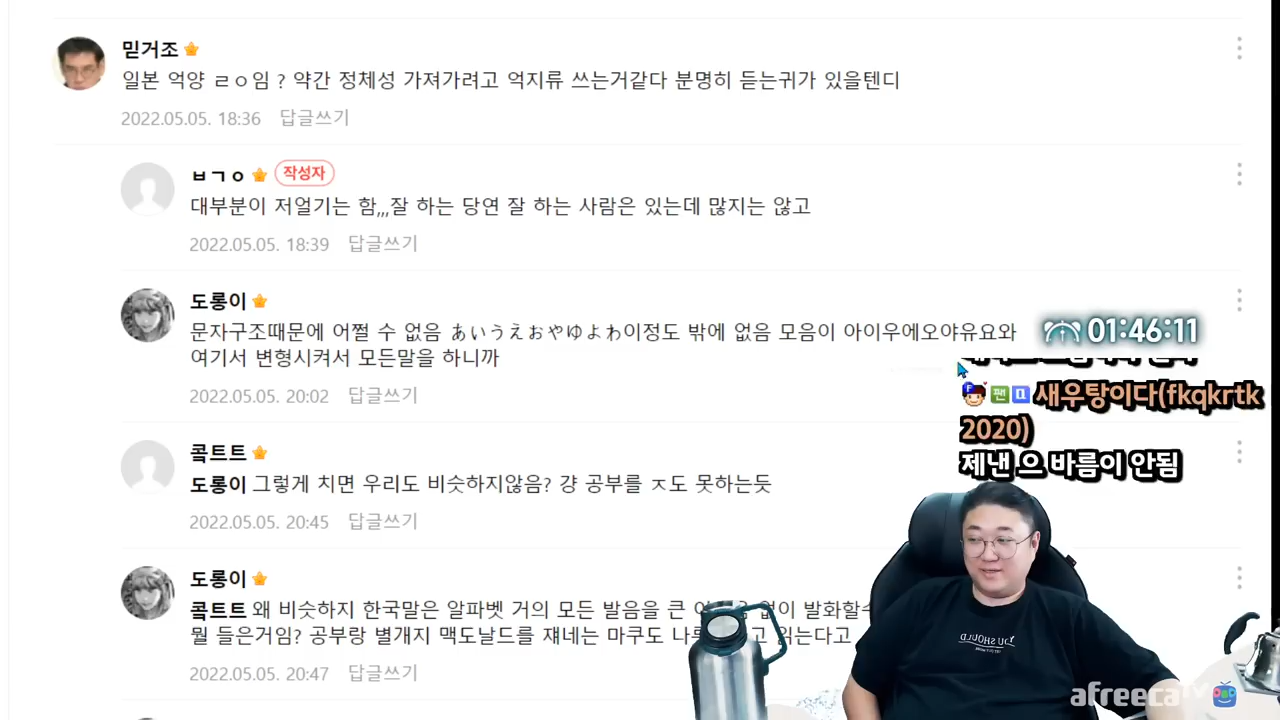 믿거조
일본 억양 ㄹㅇ임 ? 약간 정체성 가져가려고 억지류 쓰는거같다 분명히 듣는귀가 있을텐디
2022.05.05. 18:36 답글쓰기
ㅂㄱㅇ 작성자
대부분이 저얼기는 함,,,잘 하는 당연 잘 하는 사람은 있는데 많지는 않고
2022.05.05. 18:39 답글쓰기
도롱이
문자구조때문에 어쩔 수 없음 あいうえおやゆよわ이정도 밖에 없음 모음이 아이우에오야유요와
여기서 변형시켜서 모든말을 하니까
2022.05.05. 20:02 답글쓰기
01:46:11
팬
새우탕이다(fkqkrtk
2020)
제낸 으 바름이 안됨
콬트트
도롱이 그렇게 치면 우리도 비슷하지않음? 걍 공부를 ㅈ도 못하는듯
2022.05.05. 20:45 답글쓰기
도롱이
콬트트 왜 비슷하지 한국말은 알파벳 거의 모든 발음을 큰 없이
뭘 들은거임? 공부랑 별개지 맥도날드를 쟤네는 마쿠도 읽는다고
2022.05.05. 20:47 답글쓰기
YOU SHOULD
afreecaTV